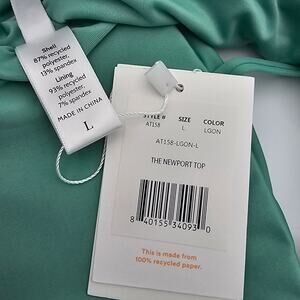 Shell
87% recycled
polyester,
13% spandex
Lining
93% recycled
polyester,
7% spandex
MADE IN CHINA
L
STYLE # SIZE COLOR
AT158 L LGON
AT158-LGON-L
THE NEWPORT TOP
8 40155 34093 0
This is made from
100% recycled paper.